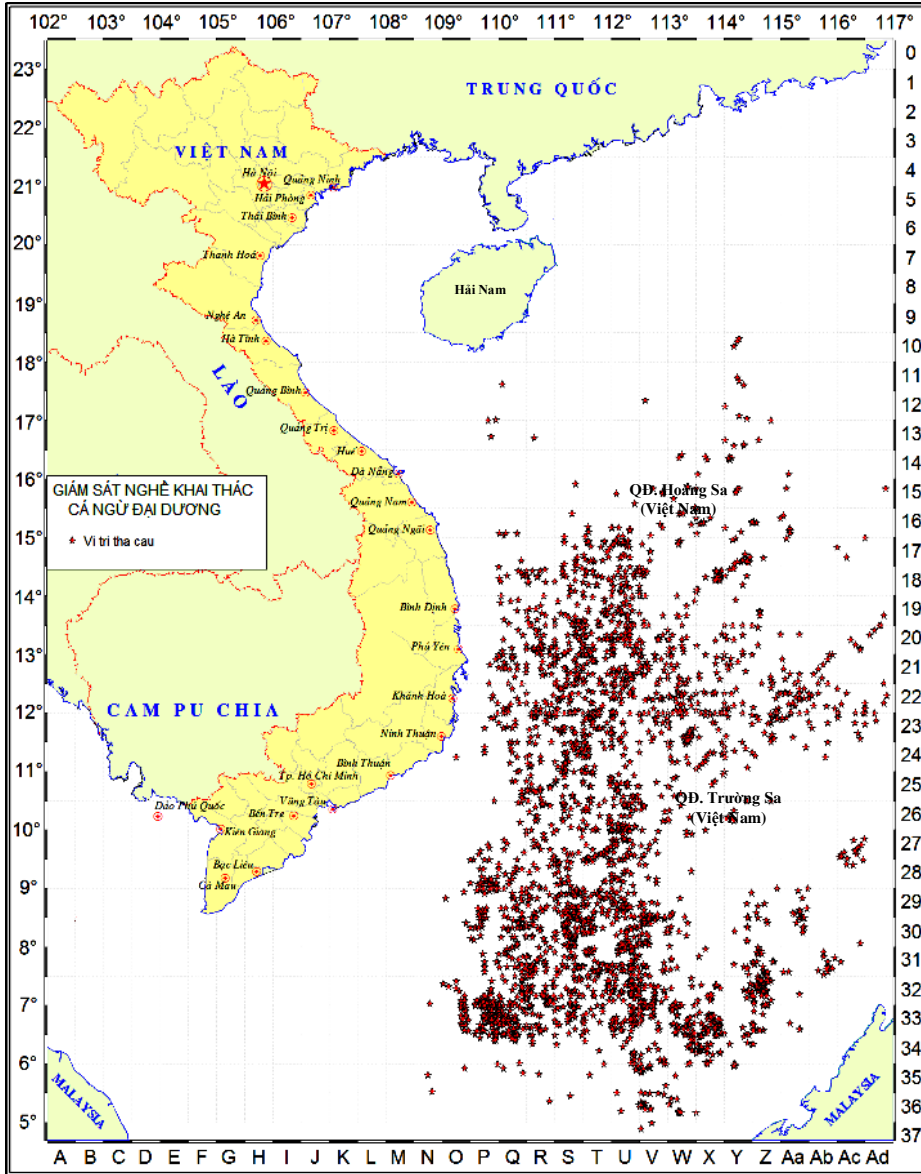 102° 103° 104° 105° 106° 107° 108° 109° 110° 111° 112° 113° 114° 115° 116° 117°
23° 0
TRUNG QUỐC 1
22° 2
VIỆT NAM 3
Hà Nội Quảng Ninh 4
21° Hải Phòng 5
Thái Bình 6
20° Thanh Hoá 7
Hải Nam 8
19° Nghệ An 9
Hà Tĩnh 10
18° 11
LÀO Quảng Bình 12
17° Quảng Trị 13
Huế 14
16° Đà Nẵng
GIÁM SÁT NGHỀ KHAI THÁC
CÁ NGỪ ĐẠI DƯƠNG
Vi tri tha cau
QĐ. Hoàng Sa
(Việt Nam)
15
Quảng Nam 16
15° Quảng Ngãi 17
18
14° Bình Định 19
20
13° Phú Yên 21
Khánh Hoà 22
12° CAM PU CHIA
Ninh Thuận 23
Bình Thuận 24
11° Tp. Hồ Chí Minh 25
Đảo Phú Quốc Vũng Tàu
QĐ. Trường Sa
(Việt Nam)
Bến Tre 26
10° Kiên Giang 27
Bạc Liêu 28
9° Cà Mau 29
30
8° 31
32
7° 33
34
6° 35
MALAYSIA MALAYSIA
36
5° 37
A B C D E F G H I J K L M N O P Q R S T U V W X Y Z Aa Ab Ac Ad